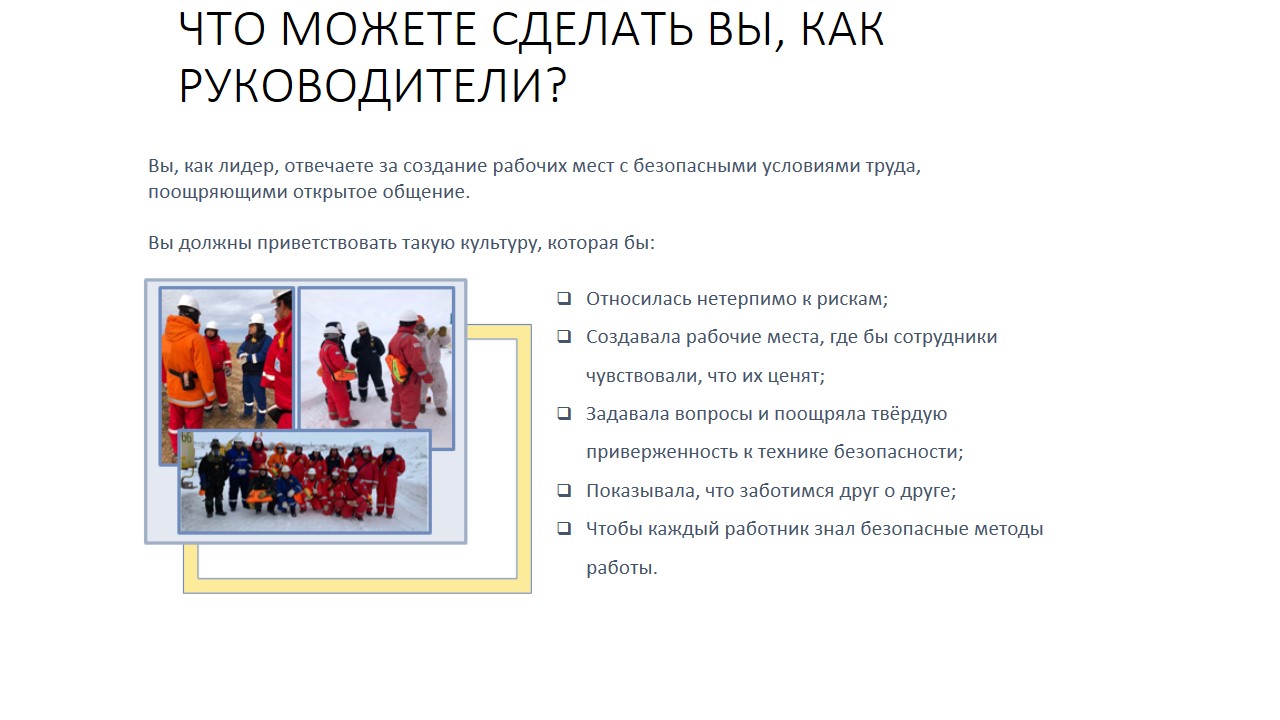 ЧТО МОЖЕТЕ СДЕЛАТЬ ВЫ, КАК
РУКОВОДИТЕЛИ?
Вы, как лидер, отвечаете за создание рабочих мест с безопасными условиями труда,
поощряющими открытое общение.
Вы должны приветствовать такую культуру, которая бы:
Относилась нетерпимо к рискам;
Создавала рабочие места, где бы сотрудники
чувствовали, что их ценят;
Задавала вопросы и поощряла твёрдую
приверженность к технике безопасности;
Показывала, что заботимся друг о друге;
Чтобы каждый работник знал безопасные методы
работы.
66